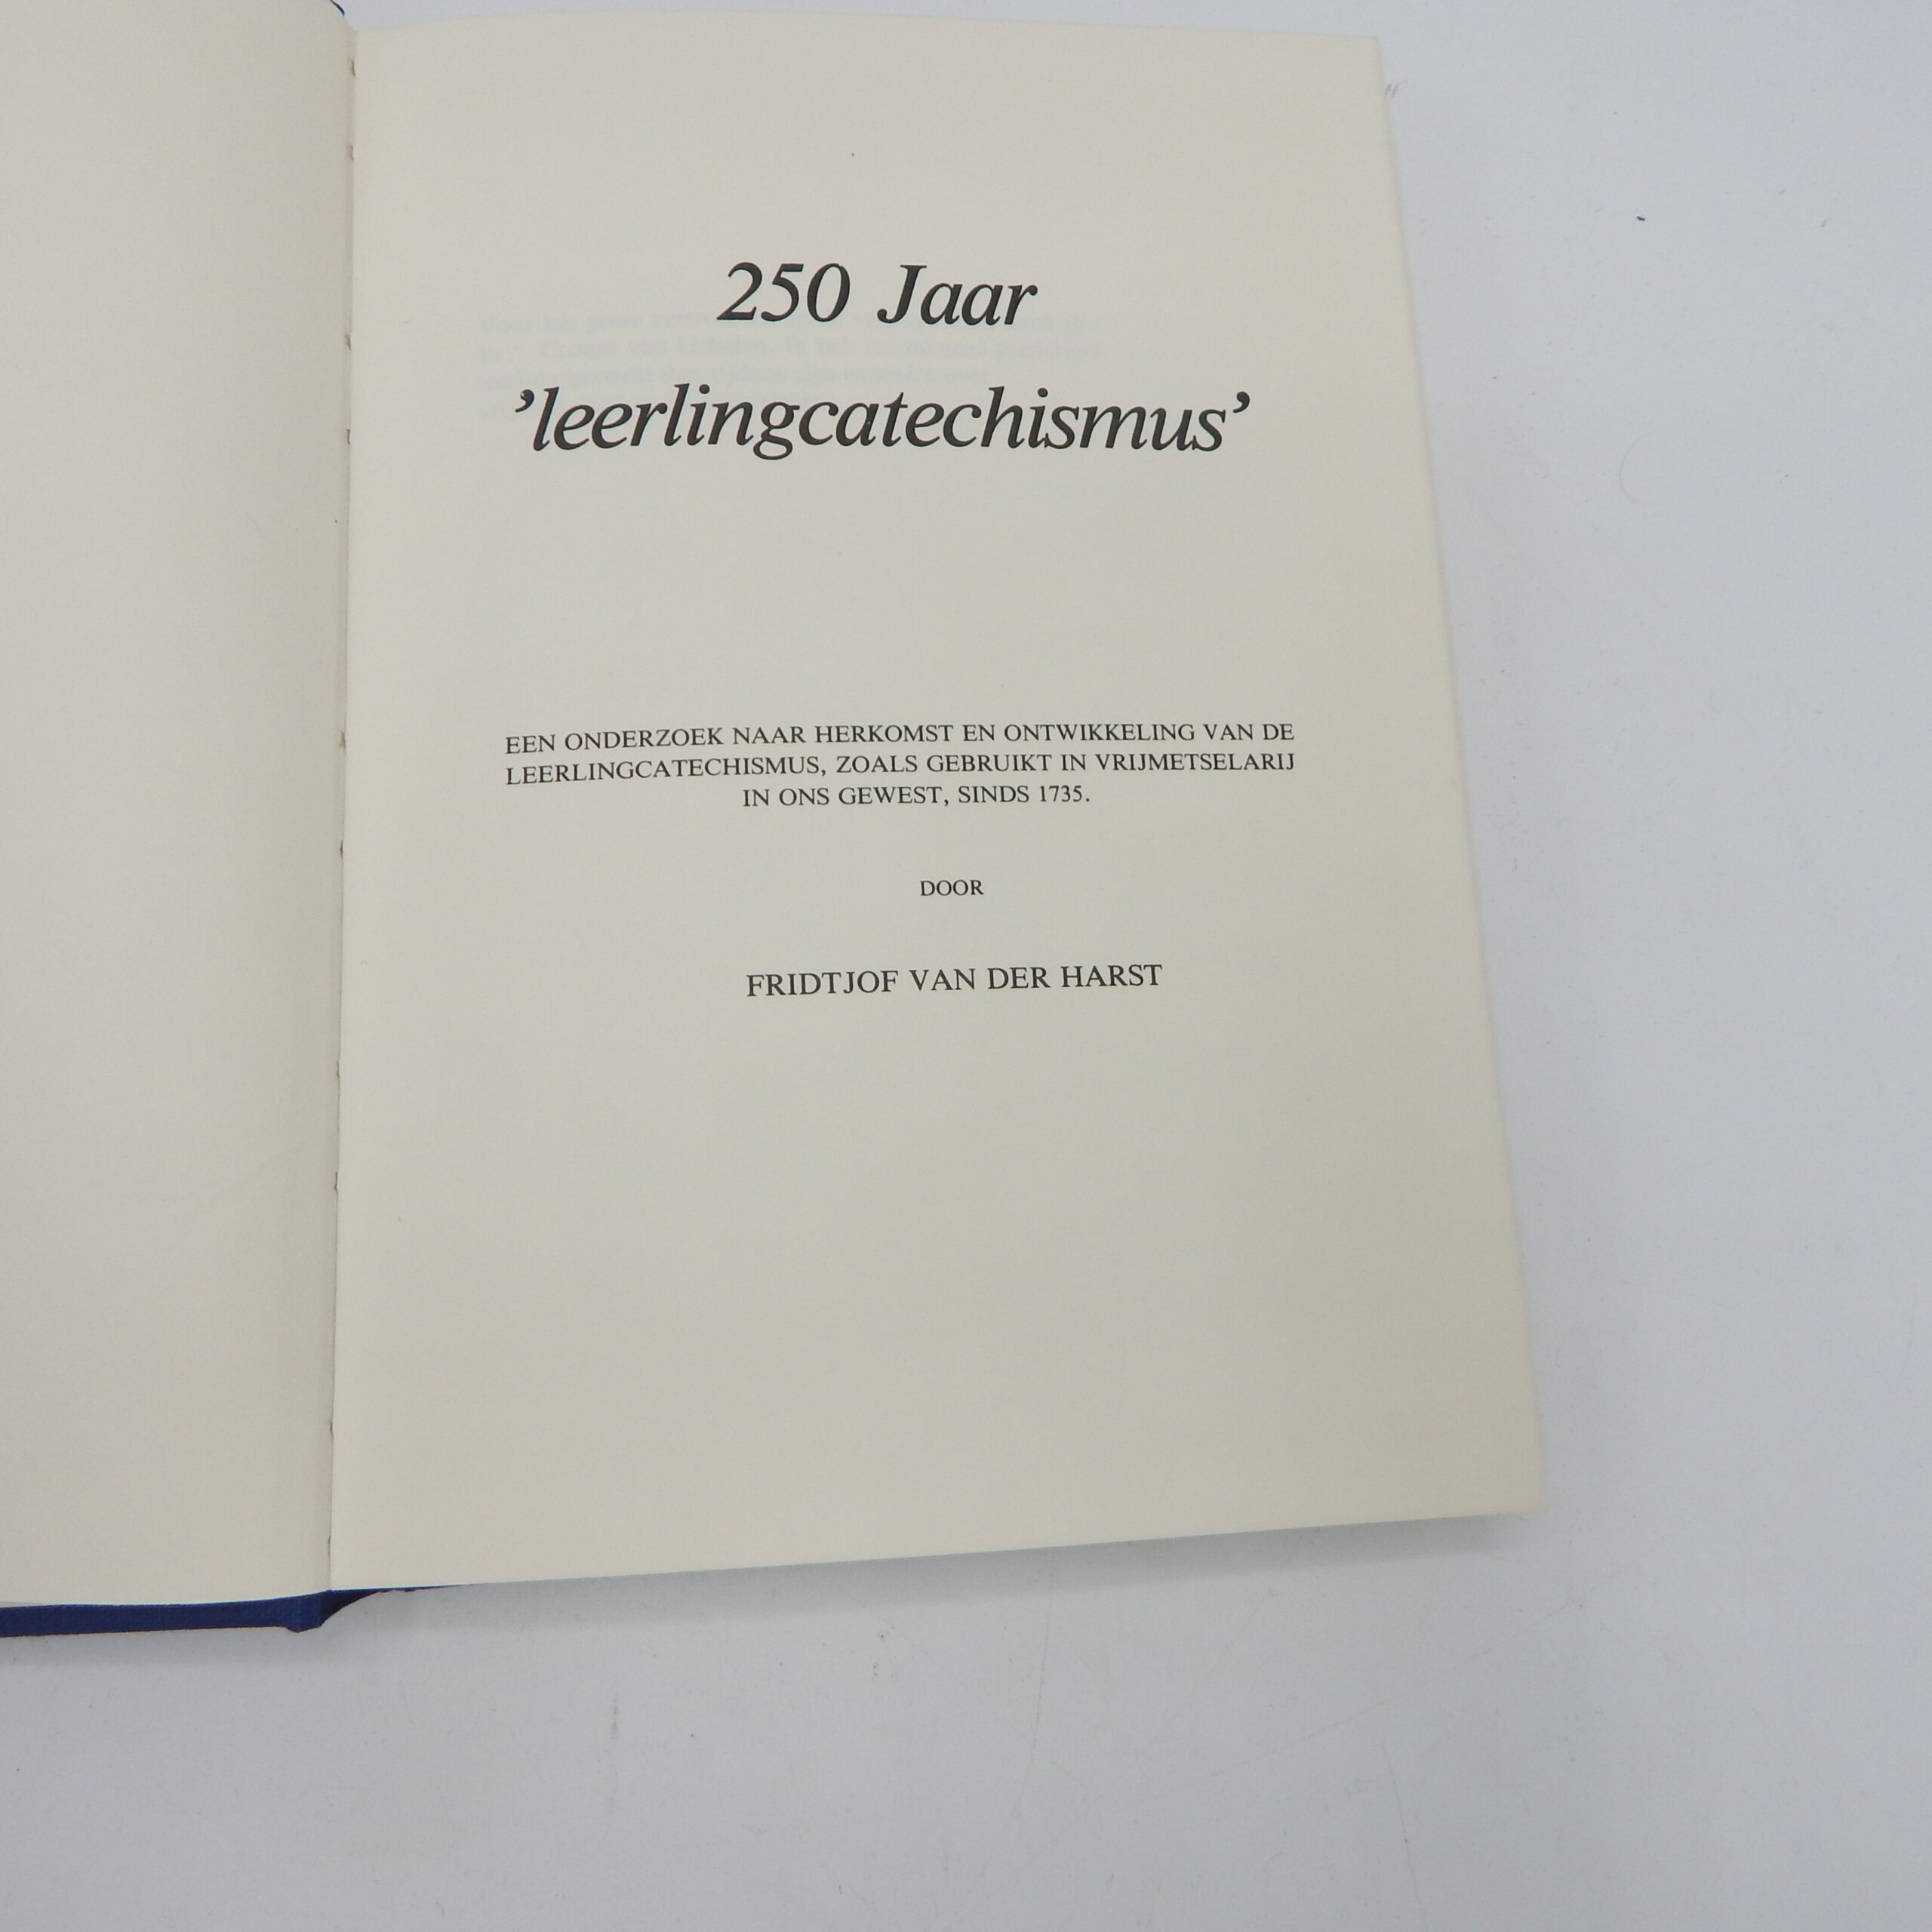 250 Jaar
’leerlingcatechismus’
EEN ONDERZOEK NAAR HERKOMST EN ONTWIKKELING VAN DE
LEERLINGCATECHISMUS, ZOALS GEBRUIKT IN VRIJMETSELARIJ
IN ONS GEWEST, SINDS 1735.
DOOR
FRIDTJOF VAN DER HARST